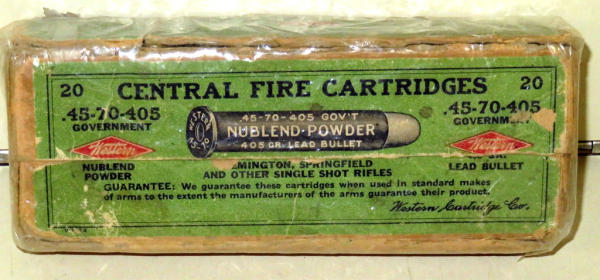 20 CENTRAL FIRE CARTRIDGES 20
.45-70-405
GOVERNMENT
Western
NUBLEND
POWDER
WESTERN
45-70
.45-70-405 GOV'T
NUBLEND-POWDER
405 GR. LEAD BULLET
MINGTON, SPRINGFIELD
AND OTHER SINGLE SHOT RIFLES
.45-70-405
GOVERNMENT
Western
LEAD BULLET
GUARANTEE: We guarantee these cartridges when used in standard makes
of arms to the extent the manufacturers of the arms guarantee their product.
Western Cartridge Co.